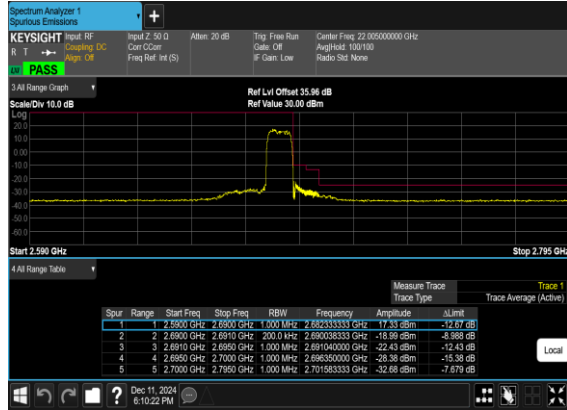 Spectrum Analyzer 1
Spurious Emissions
+
KEYSIGHT Input: RF Input Z: 50 Ω Atten: 20 dB Trig: Free Run Center Freq: 22.005000000 GHz
R T Coupling: DC Corr CCorr Gate: Off Avg|Hold: 100/100
Align: Off Freq Ref: Int (S) IF Gain: Low Radio Std: None
PASS
3 All Range Graph
Ref Lvl Offset 35.96 dB
Scale/Div 10.0 dB Ref Value 30.00 dBm
Log
20.0
10.0
0.00
-10.0
-20.0
-30.0
-40.0
-50.0
-60.0
Start 2.590 GHz Stop 2.795 GHz
4 All Range Table
Measure Trace Trace 1
Trace Type Trace Average (Active)
Spur Range Start Freq Stop Freq RBW Frequency Amplitude ΔLimit
1 1 2.5900 GHz 2.6900 GHz 1.000 MHz 2.682333333 GHz 17.33 dBm -12.67 dB
2 2 2.6900 GHz 2.6910 GHz 200.0 kHz 2.690038333 GHz -18.99 dBm -8.988 dB
3 3 2.6910 GHz 2.6950 GHz 1.000 MHz 2.691040000 GHz -22.43 dBm -12.43 dB
4 4 2.6950 GHz 2.7000 GHz 1.000 MHz 2.696350000 GHz -28.38 dBm -15.38 dB
5 5 2.7000 GHz 2.7950 GHz 1.000 MHz 2.701583333 GHz -32.68 dBm -7.679 dB
Local
? Dec 11, 2024
6:10:22 PM